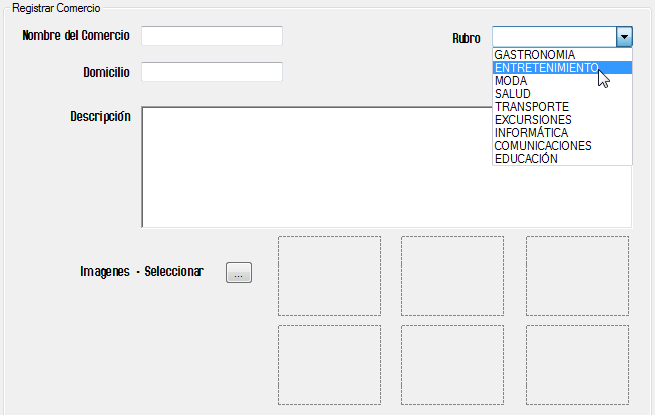 Registrar Comercio
Nombre del Comercio
Rubro
GASTRONOMIA
ENTRETENIMIENTO
MODA
SALUD
TRANSPORTE
EXCURSIONES
INFORMÁTICA
COMUNICACIONES
EDUCACIÓN
Domicilio
Descripción
Imagenes - Seleccionar
...